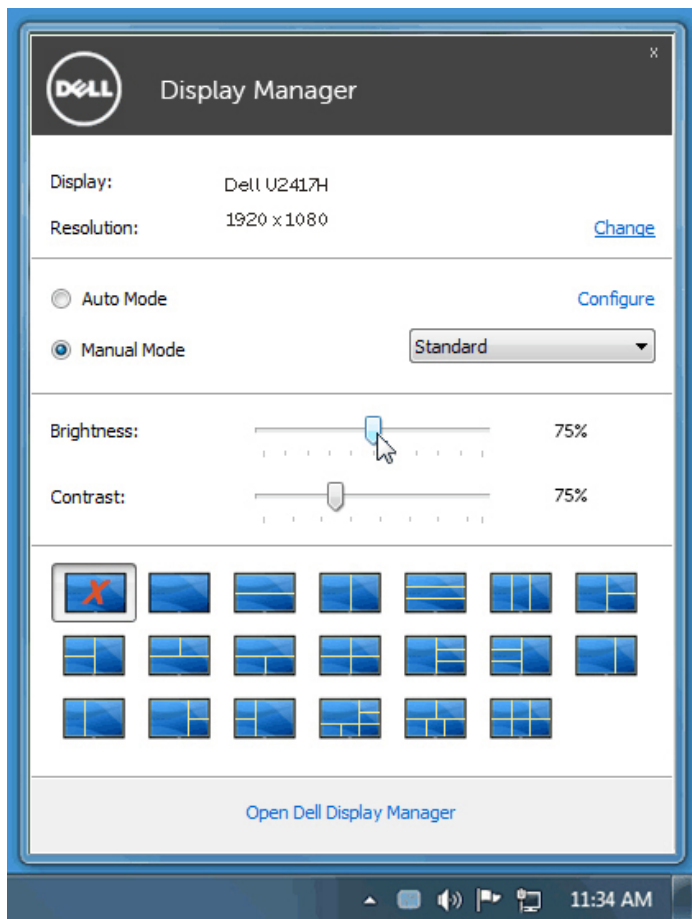 x
DELL Display Manager
Display: Dell U2417H
Resolution: 1920 x 1080 Change
Auto Mode Configure
Manual Mode Standard
Brightness: 75%
Contrast: 75%
X
Open Dell Display Manager
11:34 AM